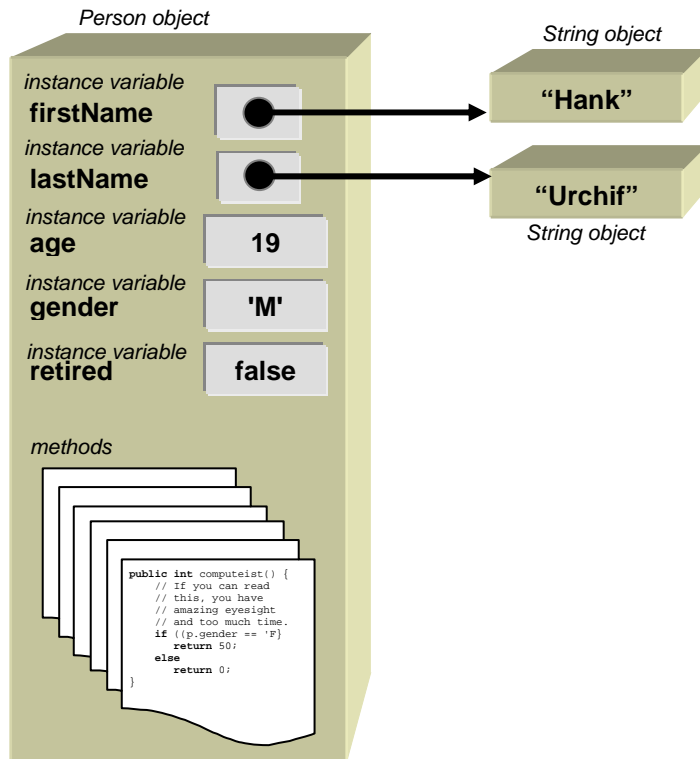 Person object
String object
instance variable
firstName
“Hank”
instance variable
lastName
“Urchif”
String object
instance variable
age
19
instance variable
gender
'M'
instance variable
retired
false
methods
public int computeist() {
// If you can read
// this, you have
// amazing eyesight
// and too much time.
if ((p.gender == 'F}
return 50;
else
return 0;
}